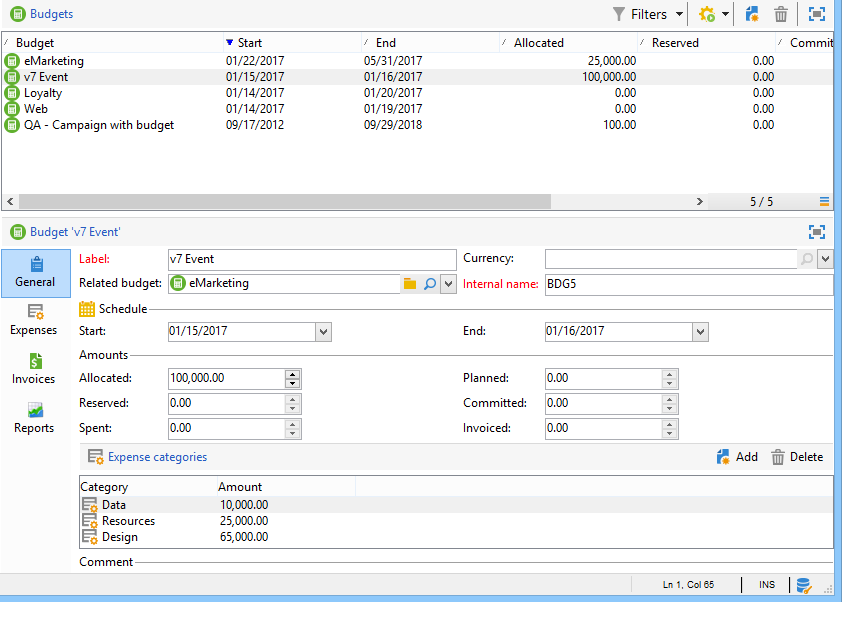 Budgets Filters
Budget Start End Allocated Reserved Commit
eMarketing 01/22/2017 05/31/2017 25,000.00 0.00
v7 Event 01/15/2017 01/16/2017 100,000.00 0.00
Loyalty 01/14/2017 01/20/2017 0.00 0.00
Web 01/14/2017 01/19/2017 0.00 0.00
QA - Campaign with budget 09/17/2012 09/29/2018 100.00 0.00
5 / 5
Budget 'v7 Event'
General
Expenses
Invoices
Reports
Label: v7 Event Currency:
Related budget: eMarketing Internal name: BDG5
Schedule
Start: 01/15/2017 End: 01/16/2017
Amounts
Allocated: 100,000.00 Planned: 0.00
Reserved: 0.00 Committed: 0.00
Spent: 0.00 Invoiced: 0.00
Expense categories Add Delete
Category Amount
Data 10,000.00
Resources 25,000.00
Design 65,000.00
Comment
Ln 1, Col 65 INS